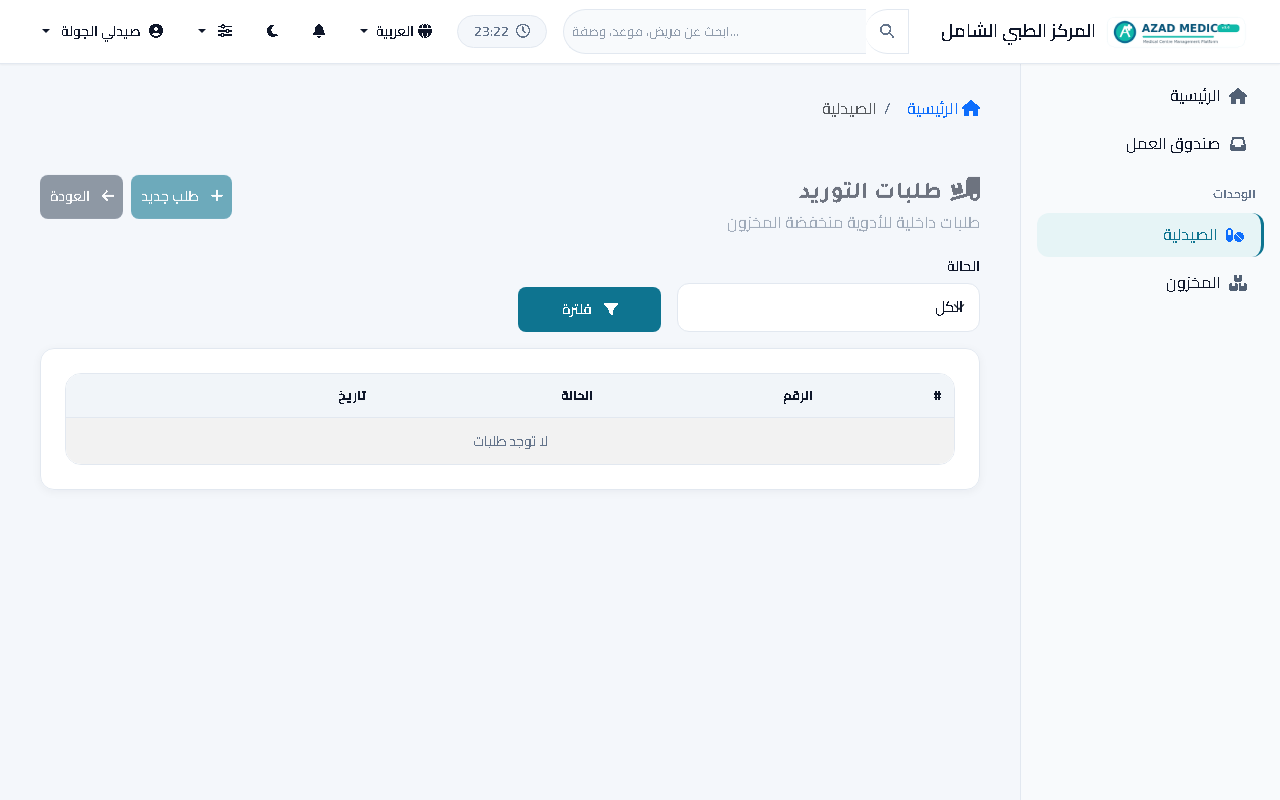 AZAD MEDIC
Medical Centre Management Platform
المركز الطبي الشامل
ابحث عن مريض، موعد، وصفة...
23:22
العربية
صيدلي الجولة
الرئيسية
صندوق العمل
الوحدات
الصيدلية
المخزون
الرئيسية / الصيدلية
طلبات التوريد
طلبات داخلية للأدوية منخفضة المخزون
طلب جديد
العودة
الحالة
الكل
فلترة
# الرقم الحالة تاريخ
لا توجد طلبات